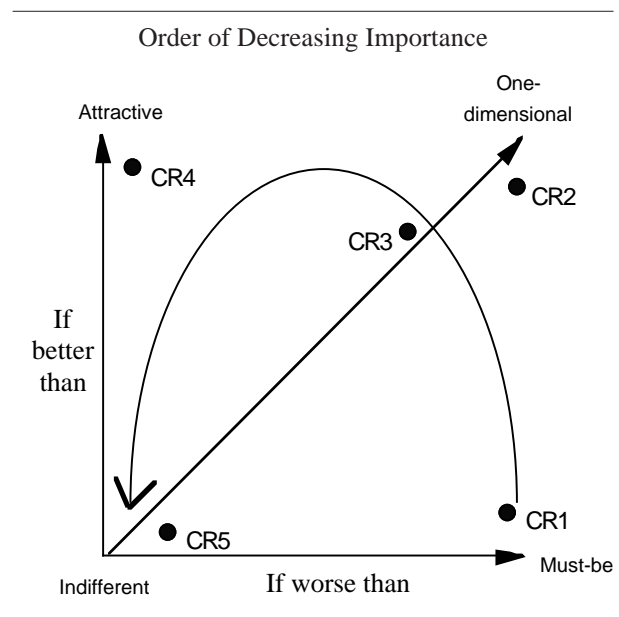 Order of Decreasing Importance
One-
dimensional
Attractive
CR4
CR2
CR3
If
better
than
CR1
CR5
Must-be
Indifferent
If worse than